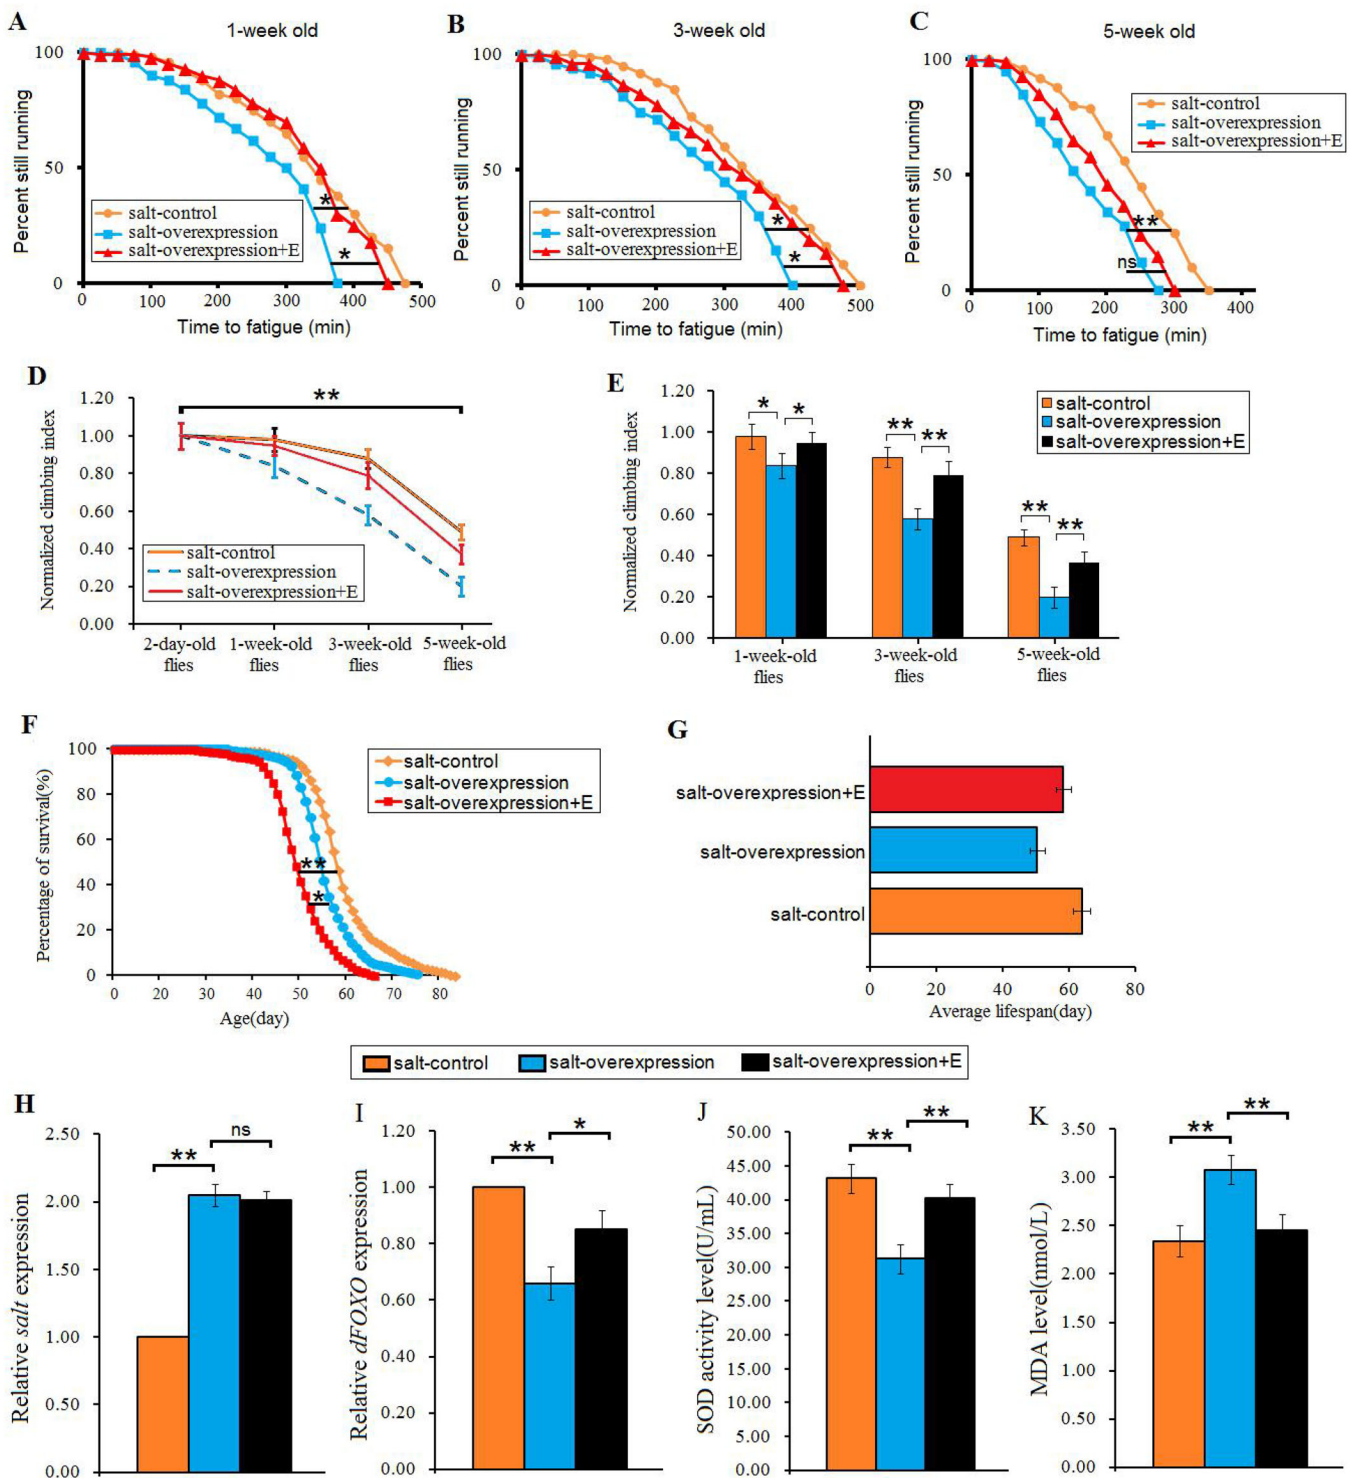 A
1-week old
100
50
0
Percent still running
salt-control
salt-overexpression
salt-overexpression+E
*
*
0 100 200 300 400 500
Time to fatigue (min)
B
3-week old
100
50
0
Percent still running
salt-control
salt-overexpression
salt-overexpression+E
*
*
0 100 200 300 400 500
Time to fatigue (min)
C
5-week old
100
50
0
Percent still running
salt-control
salt-overexpression
salt-overexpression+E
**
ns
0 100 200 300 400
Time to fatigue (min)
D
1.20
1.00
0.80
0.60
0.40
0.20
0.00
Normalized climbing index
**
salt-control
salt-overexpression
salt-overexpression+E
2-day-old 1-week-old 3-week-old 5-week-old
flies flies flies flies
E
1.20
1.00
0.80
0.60
0.40
0.20
0.00
Normalized climbing index
* *
** **
** **
salt-control
salt-overexpression
salt-overexpression+E
1-week-old 3-week-old 5-week-old
flies flies flies
F
100
80
60
40
20
0
Percentage of survival(%)
salt-control
salt-overexpression
salt-overexpression+E
**
*
0 20 30 40 50 60 70 80
Age(day)
G
salt-overexpression+E
salt-overexpression
salt-control
0 20 40 60 80
Average lifespan(day)
salt-control salt-overexpression salt-overexpression+E
H
2.50
2.00
1.50
1.00
0.50
0.00
Relative salt expression
**
ns
I
1.20
1.00
0.80
0.60
0.40
0.20
0.00
Relative dFOXO expression
**
*
J
50.00
45.00
40.00
35.00
30.00
25.00
20.00
15.00
10.00
5.00
0.00
SOD activity level(U/mL)
**
**
K
3.50
3.00
2.50
2.00
1.50
1.00
0.50
0.00
MDA level(nmol/L)
**
**